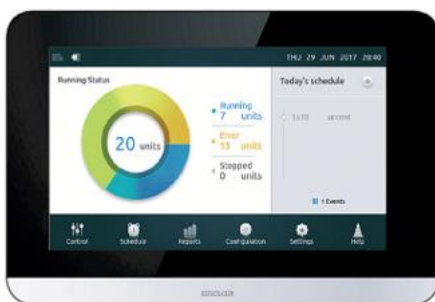 THU 29 JUN 2017 20:40
Running Status
Today's schedule
20 units
Running
7 units
Error
13 units
Stopped
0 units
1 Events
Control
Schedule
Reports
Configuration
Settings
Help
SINCLAIR